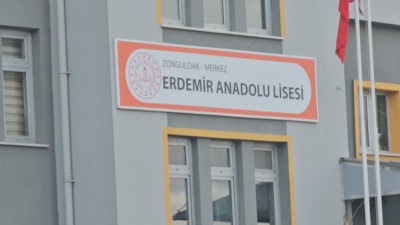 ZONGULDAK - MERKEZ
ERDEMİR ANADOLU LİSESİ